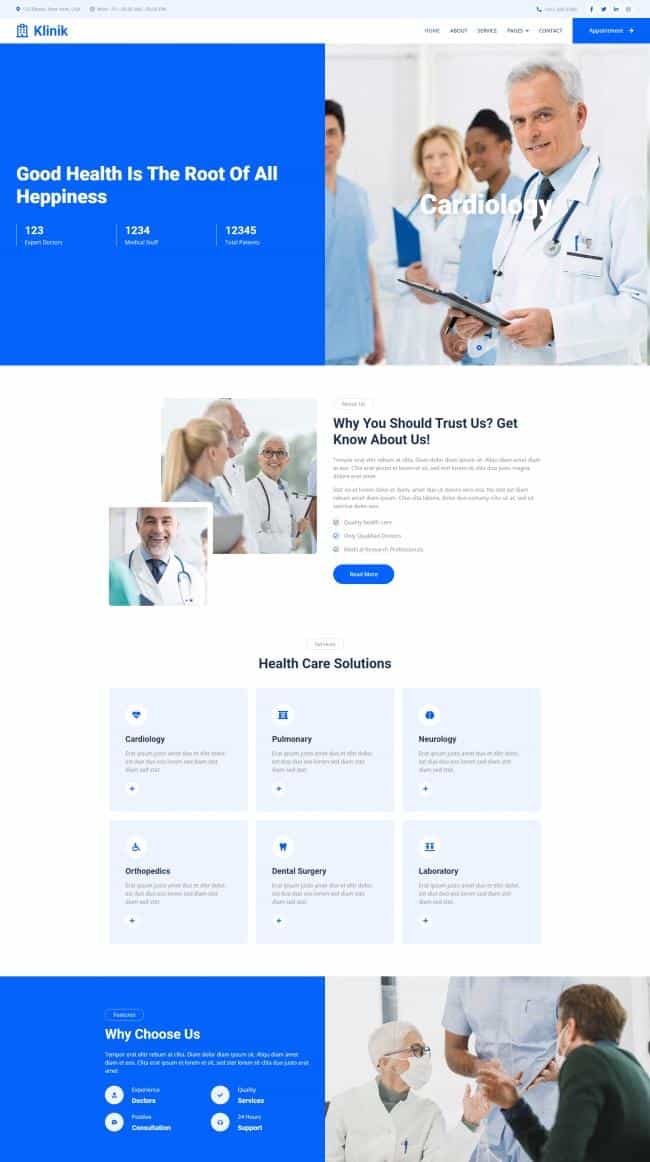 123 Street, New York, USA
Mon - Fri : 09.00 AM - 09.00 PM
Klinik
HOME
ABOUT
SERVICE
PAGES
CONTACT
Appointment
Good Health Is The Root Of All
Heppiness
123
1234
12345
Expert Doctors
Medical Staff
Total Patients
Cardiology
About Us
Why You Should Trust Us? Get
Know About Us!
Tempor erat elitr rebum at clita. Diam dolor diam ipsum sit. Aliqu diam amet diam
et eos. Clita erat ipsum et lorem et sit, sed stet lorem sit clita duo justo magna
dolore erat amet
Stet no et lorem dolor et diam, amet duo ut dolore vero eos. No stet est diam
rebum amet diam ipsum. Clita clita labore, dolor duo nonumy clita sit at, sed sit
sanctus dolor eos.
Quality health care
Only Qualified Doctors
Medical Research Professionals
Read More
Services
Health Care Solutions
Cardiology
Erat ipsum justo amet duo et elitr dolor,
est duo duo eos lorem sed diam stet
diam sed stet.
Pulmonary
Erat ipsum justo amet duo et elitr dolor,
est duo duo eos lorem sed diam stet
diam sed stet.
Neurology
Erat ipsum justo amet duo et elitr dolor,
est duo duo eos lorem sed diam stet
diam sed stet.
Orthopedics
Erat ipsum justo amet duo et elitr dolor,
est duo duo eos lorem sed diam stet
diam sed stet.
Dental Surgery
Erat ipsum justo amet duo et elitr dolor,
est duo duo eos lorem sed diam stet
diam sed stet.
Laboratory
Erat ipsum justo amet duo et elitr dolor,
est duo duo eos lorem sed diam stet
diam sed stet.
Features
Why Choose Us
Tempor erat elitr rebum at clita. Diam dolor diam ipsum sit. Aliqu diam amet
diam et eos. Clita erat ipsum et lorem et sit, sed stet lorem sit clita duo justo erat
amet
Experience
Doctors
Quality
Services
Positive
Consultation
24 Hours
Support